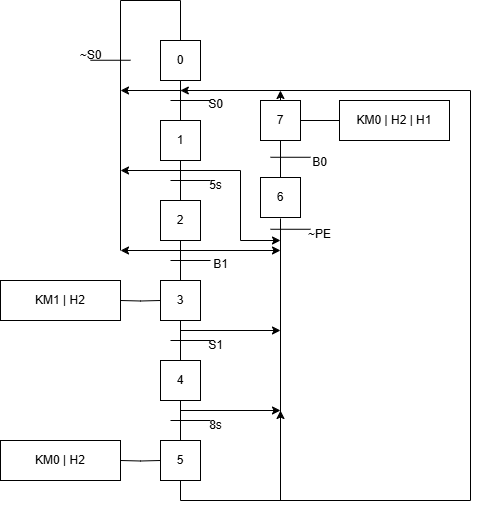 ~S0
0
S0
7
KM0 | H2 | H1
1
B0
5s
6
2
~PE
B1
KM1 | H2
3
S1
4
8s
KM0 | H2
5